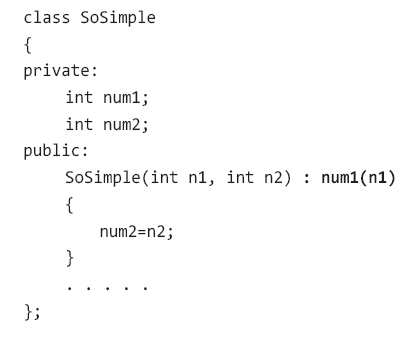 class SoSimple
{
private:
    int num1;
    int num2;
public:
    SoSimple(int n1, int n2) : num1(n1)
    {
        num2=n2;
    }
    . . . . .
};